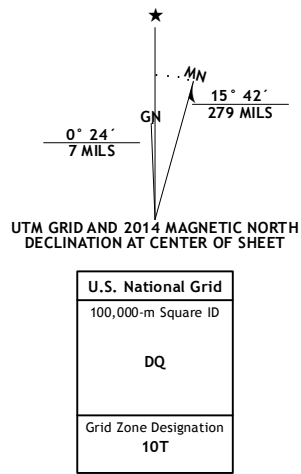 MN
GN
15° 42´
279 MILS
0° 24´
7 MILS
UTM GRID AND 2014 MAGNETIC NORTH
DECLINATION AT CENTER OF SHEET
U.S. National Grid
100,000-m Square ID
DQ
Grid Zone Designation
10T